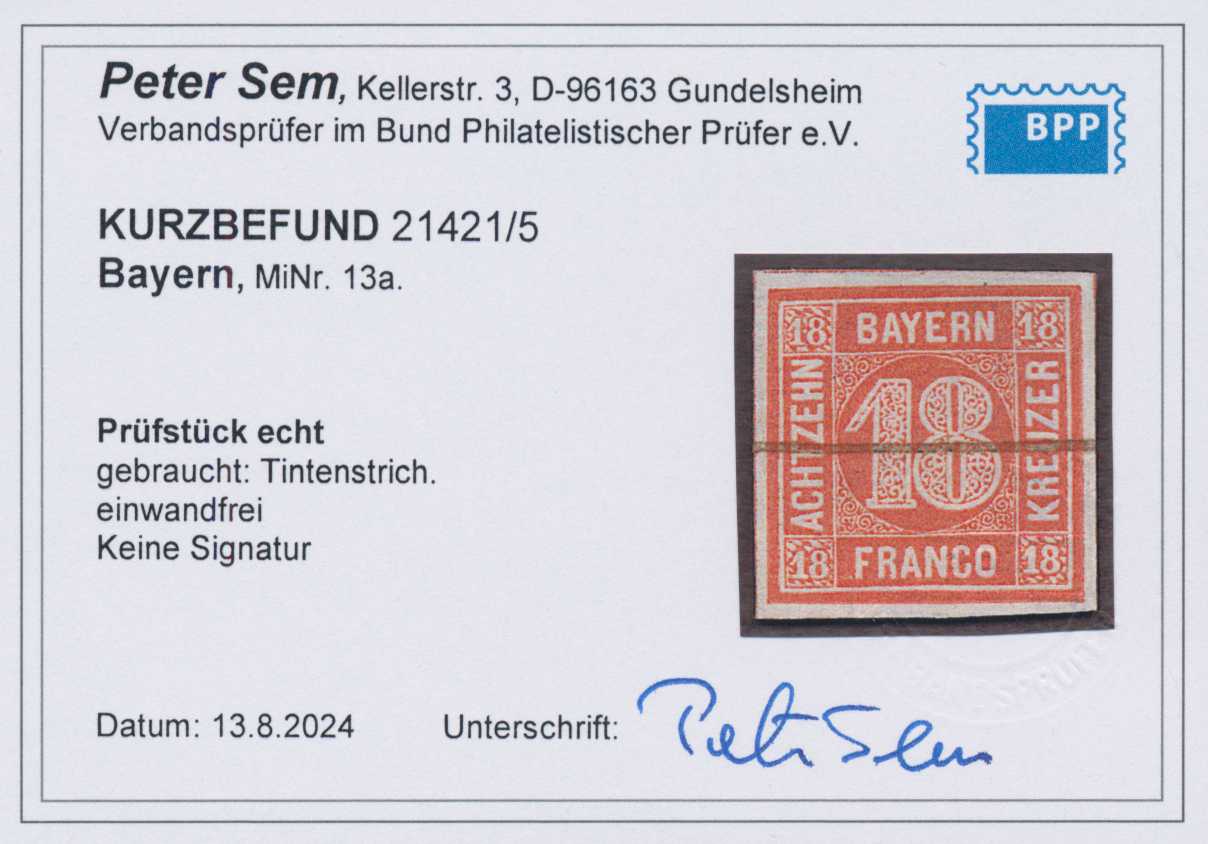 Peter Sem, Kellerstr. 3, D-96163 Gundelsheim
Verbandsprüfer im Bund Philatelistischer Prüfer e.V.
BPP
KURZBEFUND 21421/5
Bayern, MiNr. 13a.
18 BAYERN 18
ACHTZEHN
18
KREUZER
18 FRANCO 18
Prüfstück echt
gebraucht: Tintenstrich.
einwandfrei
Keine Signatur
Datum: 13.8.2024 Unterschrift: Peter Sem